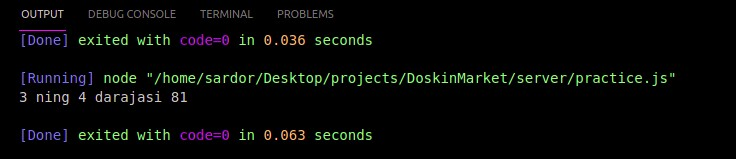 OUTPUT DEBUG CONSOLE TERMINAL PROBLEMS
[Done] exited with code=0 in 0.036 seconds
[Running] node "/home/sardor/Desktop/projects/DoskinMarket/server/practice.js"
3 ning 4 darajasi 81
[Done] exited with code=0 in 0.063 seconds